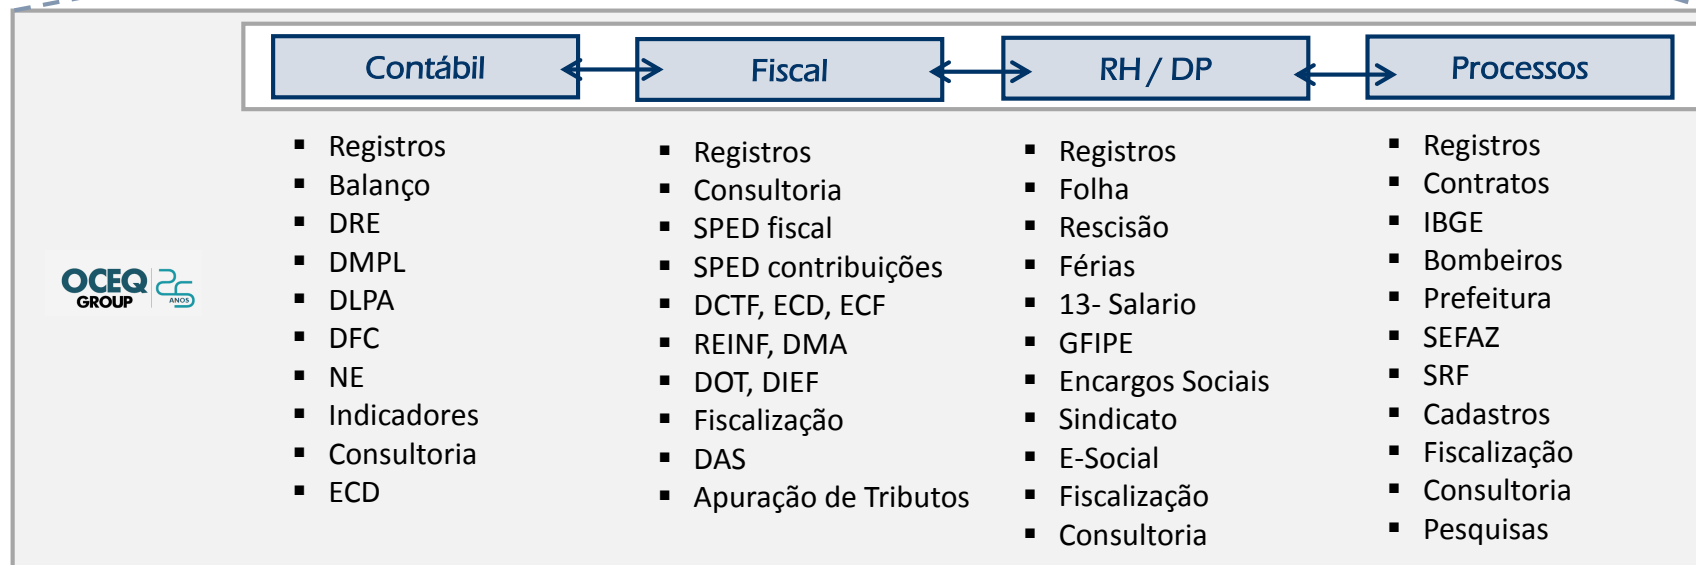 Contábil
Fiscal
RH / DP
Processos
OCEQ
GROUP
25
ANOS
Registros
Balanço
DRE
DMPL
DLPA
DFC
NE
Indicadores
Consultoria
ECD
Registros
Consultoria
SPED fiscal
SPED contribuições
DCTF, ECD, ECF
REINF, DMA
DOT, DIEF
Fiscalização
DAS
Apuração de Tributos
Registros
Folha
Rescisão
Férias
13- Salario
GFIPE
Encargos Sociais
Sindicato
E-Social
Fiscalização
Consultoria
Registros
Contratos
IBGE
Bombeiros
Prefeitura
SEFAZ
SRF
Cadastros
Fiscalização
Consultoria
Pesquisas